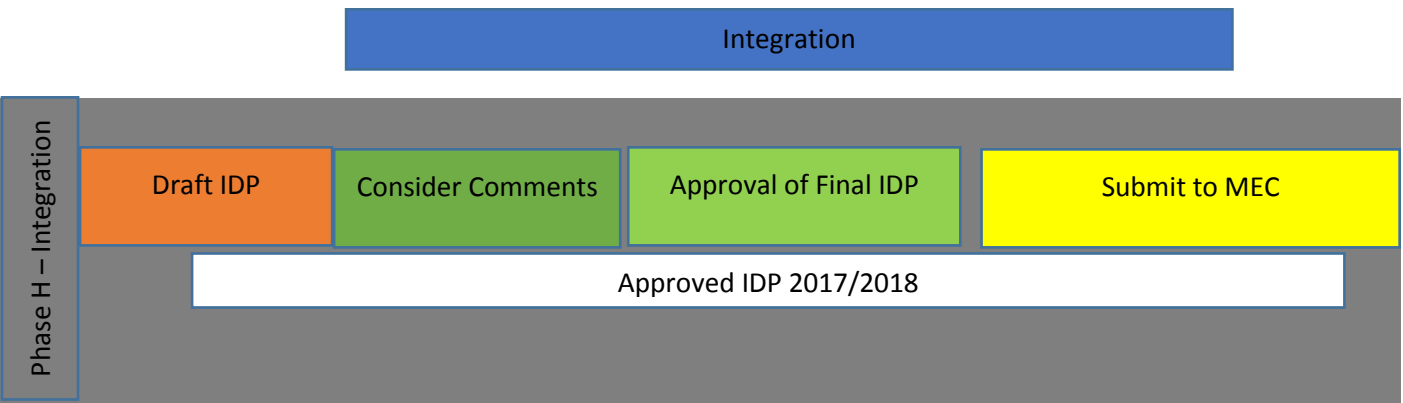 Integration
Phase H – Integration
Draft IDP
Consider Comments
Approval of Final IDP
Submit to MEC
Approved IDP 2017/2018